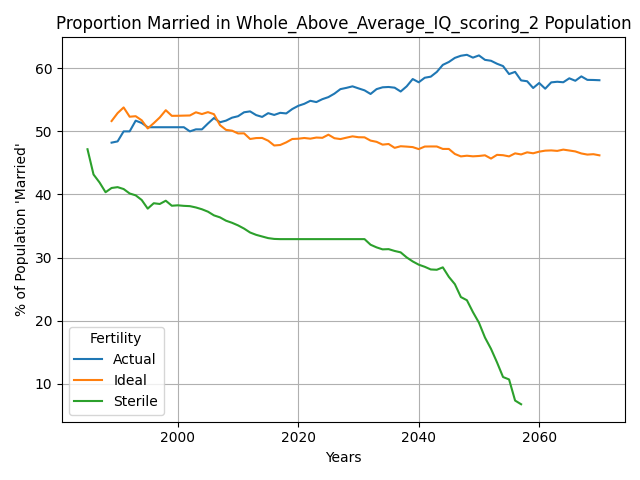 Proportion Married in Whole_Above_Average_IQ_scoring_2 Population
% of Population 'Married'
60
50
40
30
20
10
Fertility
Actual
Ideal
Sterile
2000 2020 2040 2060
Years